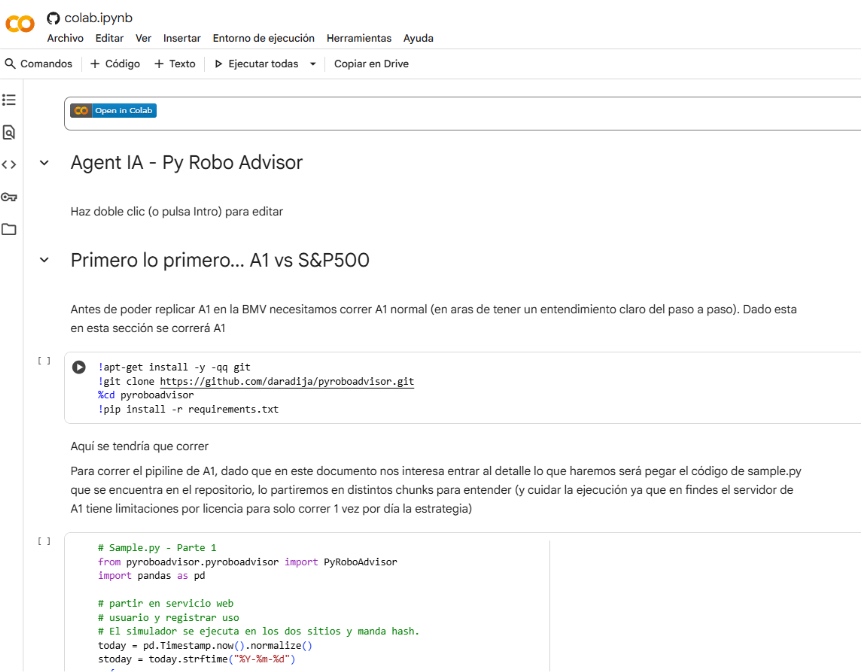 colab.ipynb
Archivo Editar Ver Insertar Entorno de ejecución Herramientas Ayuda
Comandos + Código + Texto Ejecutar todas Copiar en Drive
Open in Colab
Agent IA - Py Robo Advisor
Haz doble clic (o pulsa Intro) para editar
Primero lo primero... A1 vs S&P500
Antes de poder replicar A1 en la BMV necesitamos correr A1 normal (en aras de tener un entendimiento claro del paso a paso). Dado esta
en esta sección se correrá A1
[ ]
!apt-get install -y -qq git
!git clone https://github.com/daradija/pyroboadvisor.git
%cd pyroboadvisor
!pip install -r requirements.txt
Aquí se tendría que correr
Para correr el pipiline de A1, dado que en este documento nos interesa entrar al detalle lo que haremos será pegar el código de sample.py
que se encuentra en el repositorio, lo partiremos en distintos chunks para entender (y cuidar la ejecución ya que en findes el servidor de
A1 tiene limitaciones por licencia para solo correr 1 vez por día la estrategia)
[ ]
# Sample.py - Parte 1
from pyroboadvisor.pyroboadvisor import PyRoboAdvisor
import pandas as pd
# partir en servicio web
# usuario y registrar uso
# El simulador se ejecuta en los dos sitios y manda hash.
today = pd.Timestamp.now().normalize()
stoday = today.strftime("%Y-%m-%d")